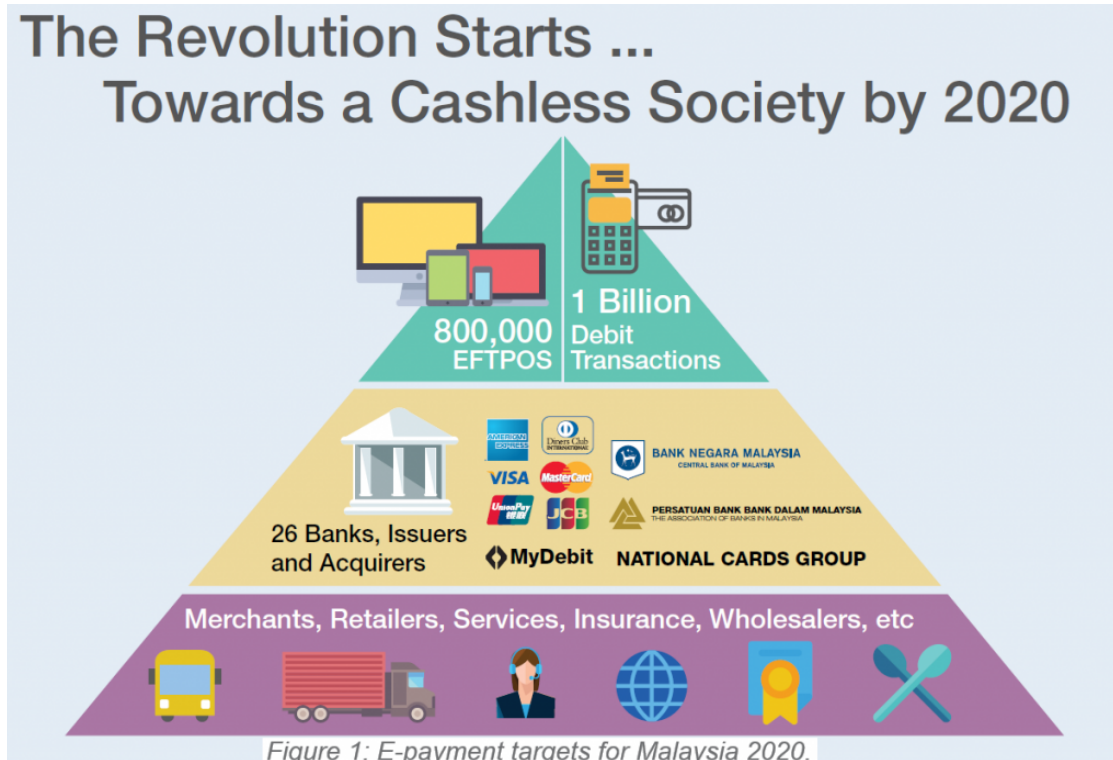 The Revolution Starts ...
Towards a Cashless Society by 2020
800,000
EFTPOS
1 Billion
Debit
Transactions
26 Banks, Issuers
and Acquirers
AMERICAN
EXPRESS
Diners Club
INTERNATIONAL
VISA
MasterCard
UnionPay
银联
JCB
MyDebit
BANK NEGARA MALAYSIA
CENTRAL BANK OF MALAYSIA
PERSATUAN BANK BANK DALAM MALAYSIA
THE ASSOCIATION OF BANKS IN MALAYSIA
NATIONAL CARDS GROUP
Merchants, Retailers, Services, Insurance, Wholesalers, etc
Figure 1: E-payment targets for Malaysia 2020.